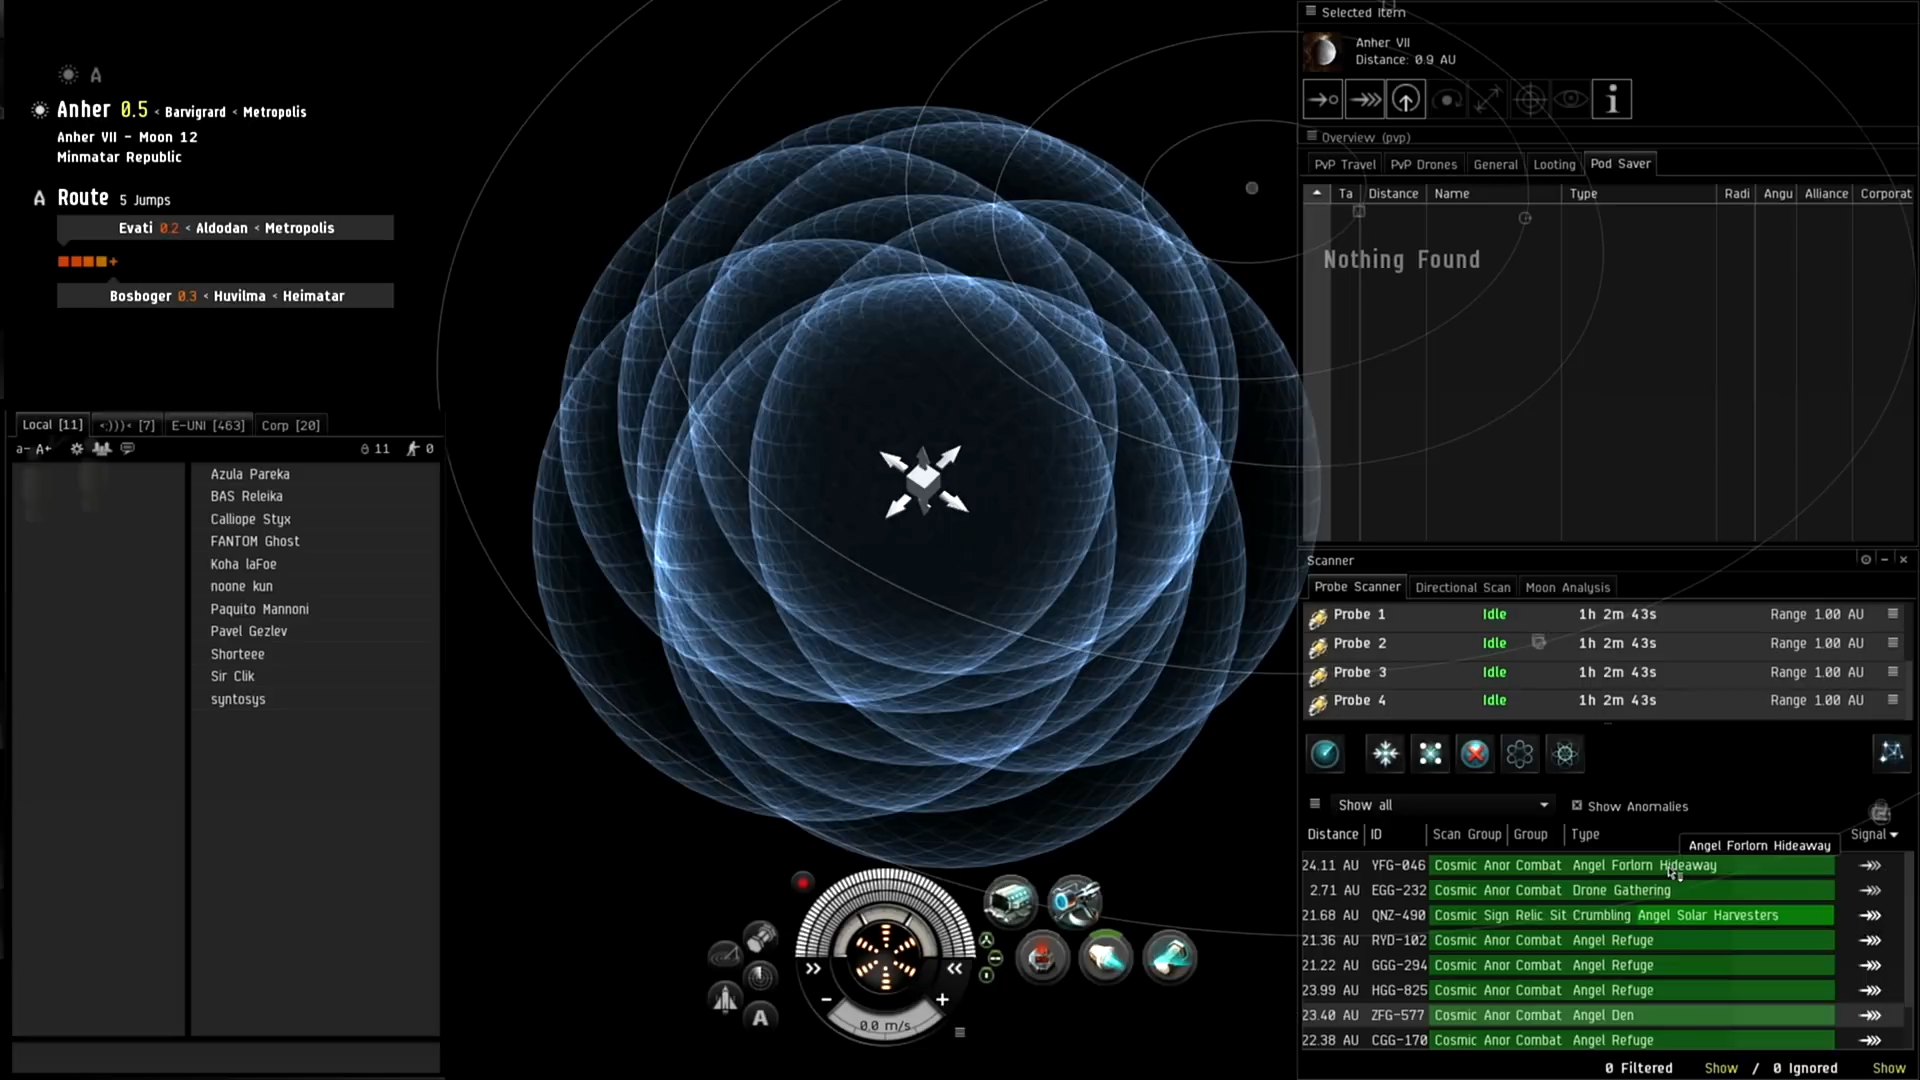 A
Anher 0.5 < Barvigrard < Metropolis
Anher VII - Moon 12
Minmatar Republic
A Route 5 Jumps
Evati 0.2 < Aldodan < Metropolis
Bosboger 0.3 < Huvilma < Heimatar
Local [11] <:)))< [7] E-UNI [463] Corp [20]
a- A+ 11 0
Azula Pareka
BAS Releika
Calliope Styx
FANTOM Ghost
Koha laFoe
noone kun
Paquito Mannoni
Pavel Gezlev
Shorteee
Sir Clik
syntosys
0.0 m/s
A
Selected Item
Anher VII
Distance: 0.9 AU
Overview (pvp)
PvP Travel PvP Drones General Looting Pod Saver
Ta Distance Name Type Radi Angu Alliance Corporat
Nothing Found
Scanner
Probe Scanner Directional Scan Moon Analysis
Probe 1 Idle 1h 2m 43s Range 1.00 AU
Probe 2 Idle 1h 2m 43s Range 1.00 AU
Probe 3 Idle 1h 2m 43s Range 1.00 AU
Probe 4 Idle 1h 2m 43s Range 1.00 AU
Show all Show Anomalies
Distance ID Scan Group Group Type Signal
Angel Forlorn Hideaway
24.11 AU YFG-046 Cosmic Anor Combat Angel Forlorn Hideaway
2.71 AU EGG-232 Cosmic Anor Combat Drone Gathering
21.68 AU QNZ-490 Cosmic Sign Relic Sit Crumbling Angel Solar Harvesters
21.36 AU RYD-102 Cosmic Anor Combat Angel Refuge
21.22 AU GGG-294 Cosmic Anor Combat Angel Refuge
23.99 AU HGG-825 Cosmic Anor Combat Angel Refuge
23.40 AU ZFG-577 Cosmic Anor Combat Angel Den
22.38 AU CGG-170 Cosmic Anor Combat Angel Refuge
0 Filtered Show / 0 Ignored Show